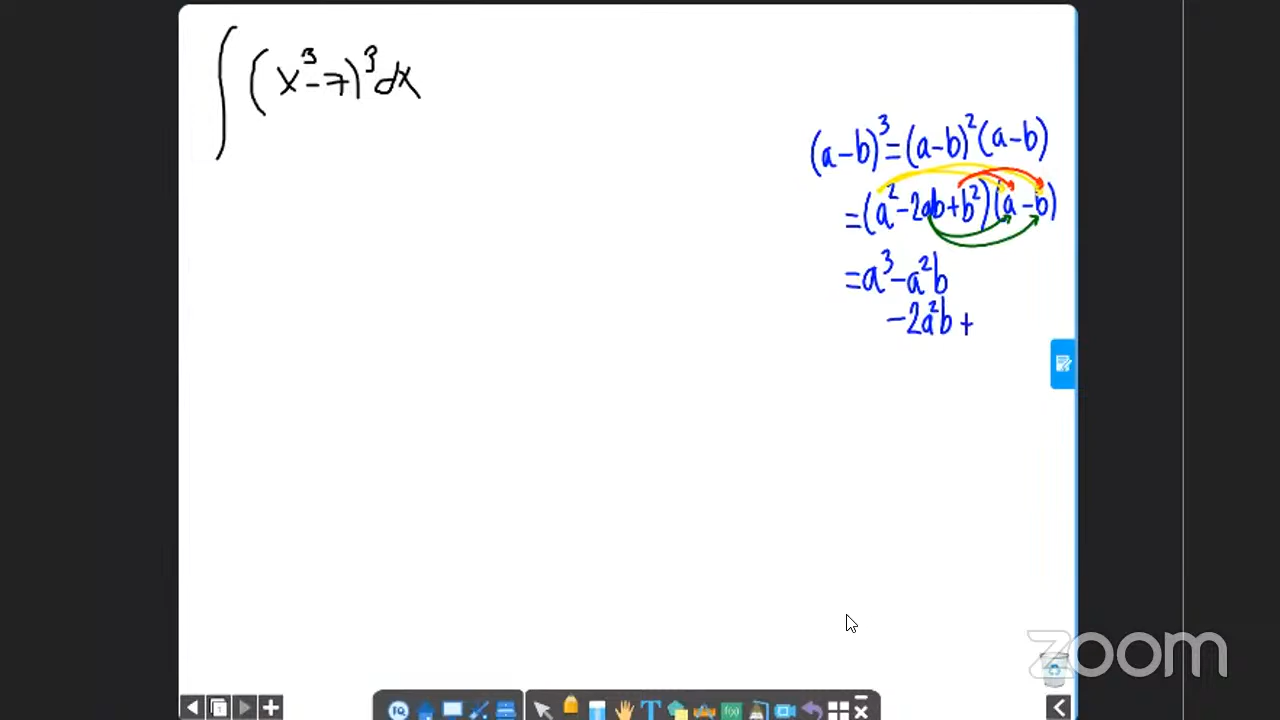 ∫(x³-7)³dx
(a-b)³=(a-b)²(a-b)
=(a²-2ab+b²)(a-b)
=a³-a²b
-2a²b+
zoom